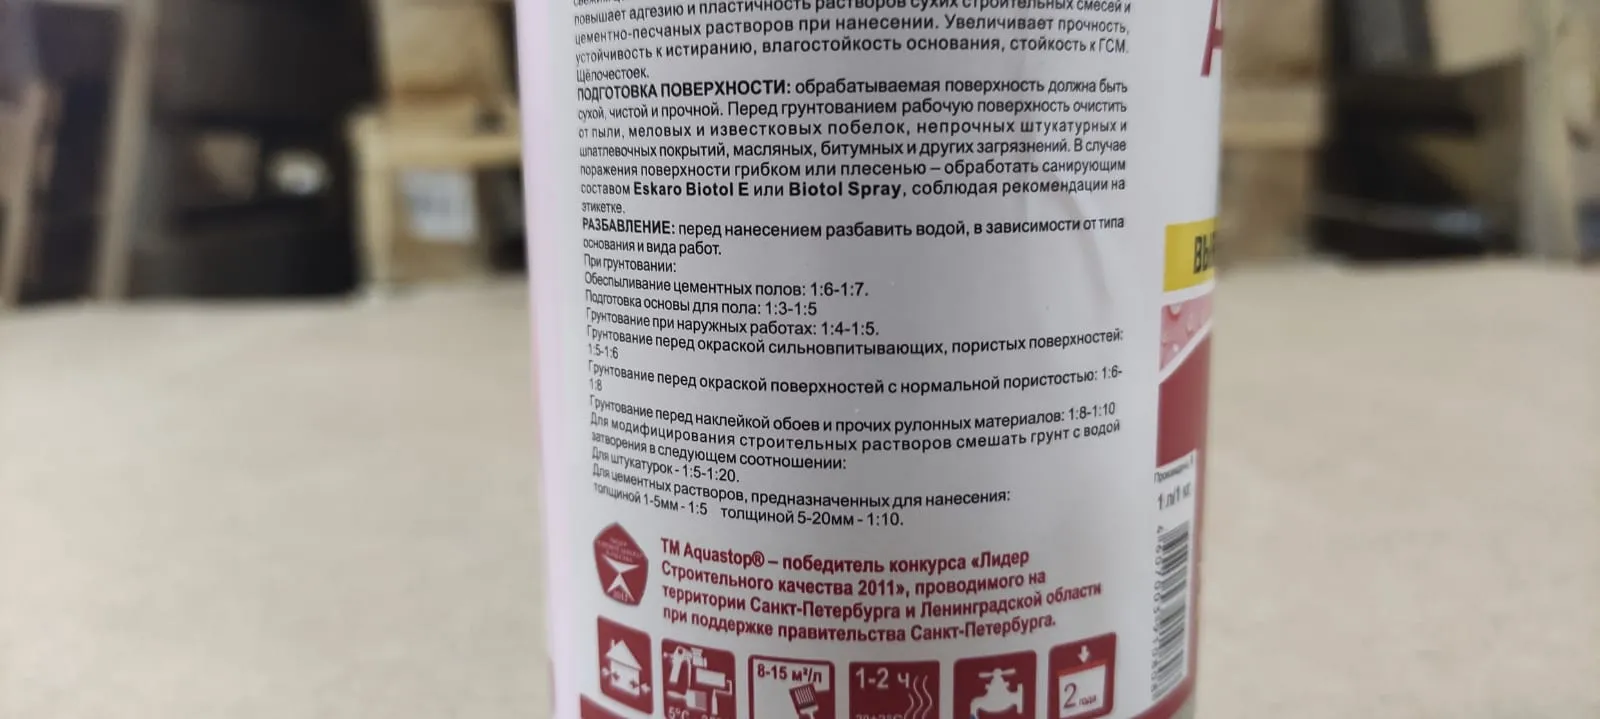 повышает адгезию и пластичность растворов сухих строительных смесей и
цементно-песчаных растворов при нанесении. Увеличивает прочность,
устойчивость к истиранию, влагостойкость основания, стойкость к ГСМ.
Щёлочестоек.
ПОДГОТОВКА ПОВЕРХНОСТИ: обрабатываемая поверхность должна быть
сухой, чистой и прочной. Перед грунтованием рабочую поверхность очистить
от пыли, меловых и известковых побелок, непрочных штукатурных и
шпатлевочных покрытий, масляных, битумных и других загрязнений. В случае
поражения поверхности грибком или плесенью – обработать санирующим
составом Eskaro Biotol E или Biotol Spray, соблюдая рекомендации на
этикетке.
РАЗБАВЛЕНИЕ: перед нанесением разбавить водой, в зависимости от типа
основания и вида работ.
При грунтовании:
Обеспыливание цементных полов: 1:6-1:7.
Подготовка основы для пола: 1:3-1:5
Грунтование при наружных работах: 1:4-1:5.
Грунтование перед окраской сильновпитывающих, пористых поверхностей:
1:5-1:6
Грунтование перед окраской поверхностей с нормальной пористостью: 1:6-
1:8
Грунтование перед наклейкой обоев и прочих рулонных материалов: 1:8-1:10
Для модифицирования строительных растворов смешать грунт с водой
затворения в следующем соотношении:
Для штукатурок - 1:5-1:20.
Для цементных растворов, предназначенных для нанесения:
толщиной 1-5мм - 1:5 толщиной 5-20мм - 1:10.
ТМ Aquastop® – победитель конкурса «Лидер
Строительного качества 2011», проводимого на
территории Санкт-Петербурга и Ленинградской области
при поддержке правительства Санкт-Петербурга.
8-15 м²/л
1-2 ч
2 года
5°C
1 л/1 кг